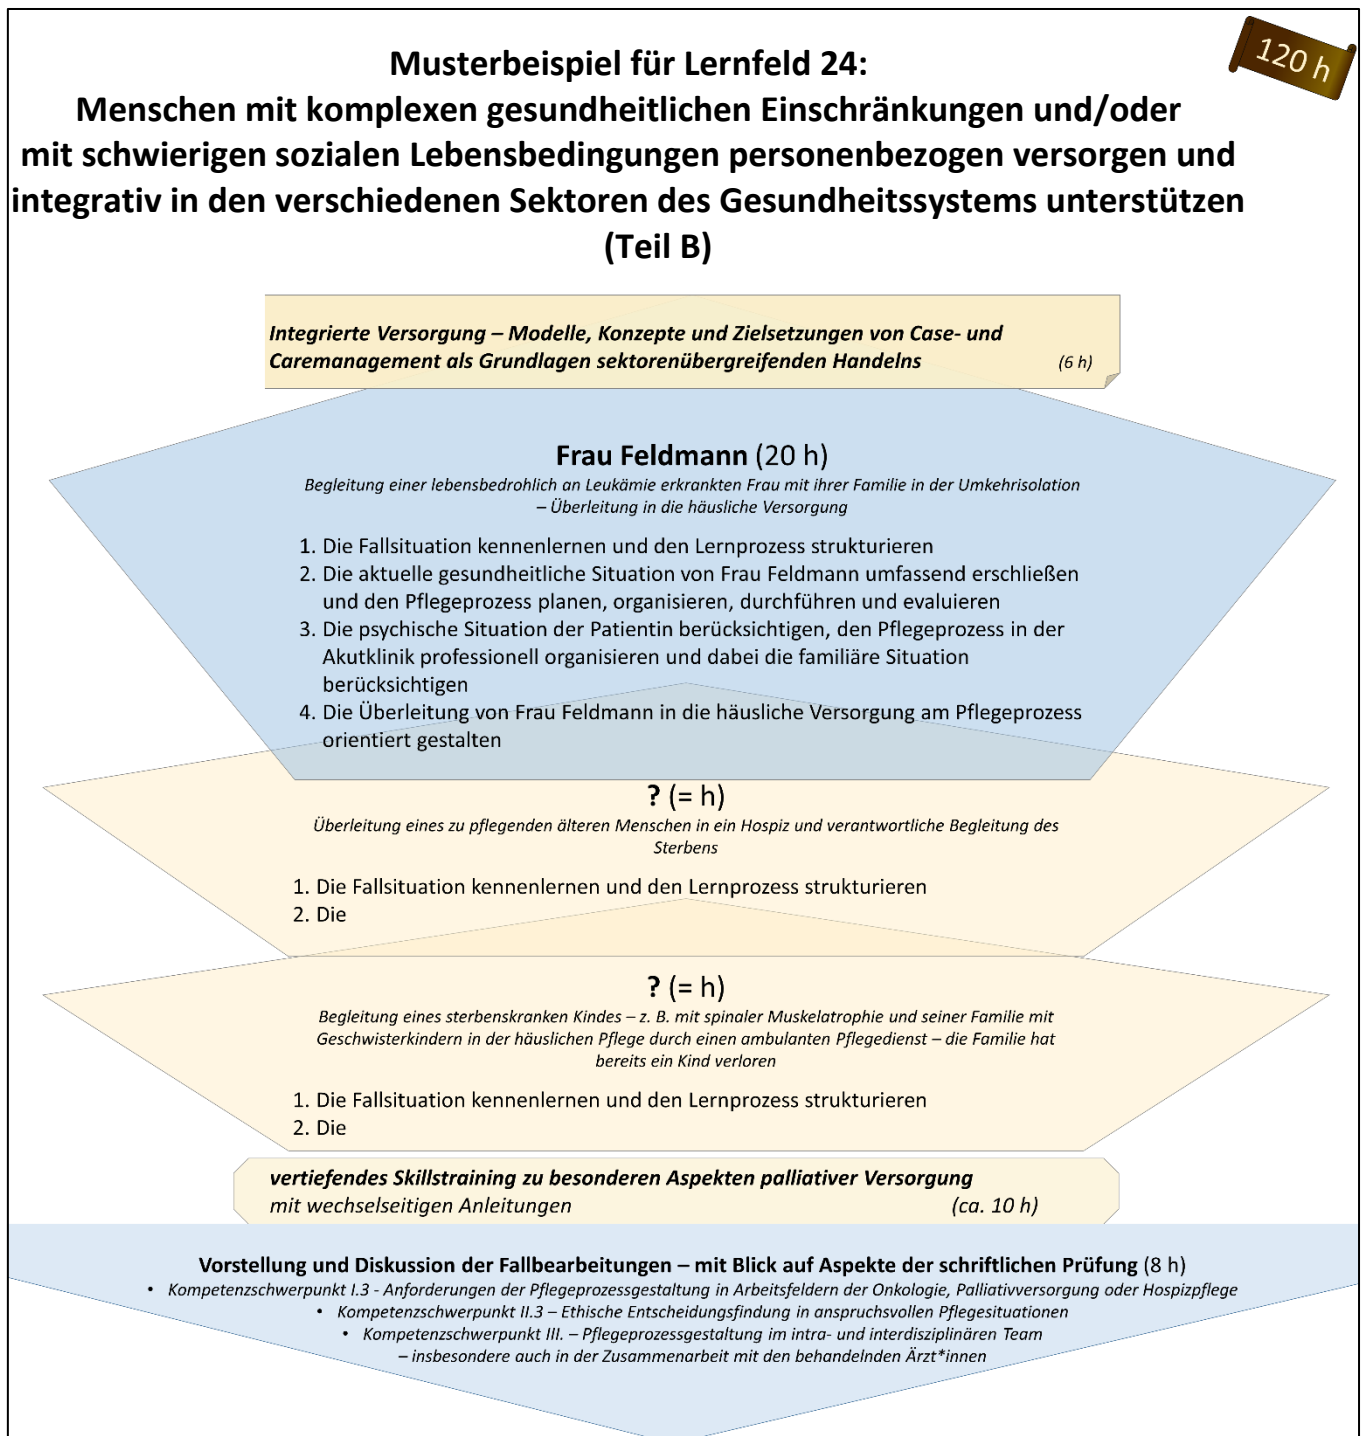 120 h
Musterbeispiel für Lernfeld 24:
Menschen mit komplexen gesundheitlichen Einschränkungen und/oder
mit schwierigen sozialen Lebensbedingungen personenbezogen versorgen und
integrativ in den verschiedenen Sektoren des Gesundheitssystems unterstützen
(Teil B)
Integrierte Versorgung – Modelle, Konzepte und Zielsetzungen von Case- und
Caremanagement als Grundlagen sektorenübergreifenden Handelns (6 h)
Frau Feldmann (20 h)
Begleitung einer lebensbedrohlich an Leukämie erkrankten Frau mit ihrer Familie in der Umkehrisolation
– Überleitung in die häusliche Versorgung
1. Die Fallsituation kennenlernen und den Lernprozess strukturieren
2. Die aktuelle gesundheitliche Situation von Frau Feldmann umfassend erschließen
und den Pflegeprozess planen, organisieren, durchführen und evaluieren
3. Die psychische Situation der Patientin berücksichtigen, den Pflegeprozess in der
Akutklinik professionell organisieren und dabei die familiäre Situation
berücksichtigen
4. Die Überleitung von Frau Feldmann in die häusliche Versorgung am Pflegeprozess
orientiert gestalten
? (= h)
Überleitung eines zu pflegenden älteren Menschen in ein Hospiz und verantwortliche Begleitung des
Sterbens
1. Die Fallsituation kennenlernen und den Lernprozess strukturieren
2. Die
? (= h)
Begleitung eines sterbenskranken Kindes – z. B. mit spinaler Muskelatrophie und seiner Familie mit
Geschwisterkindern in der häuslichen Pflege durch einen ambulanten Pflegedienst – die Familie hat
bereits ein Kind verloren
1. Die Fallsituation kennenlernen und den Lernprozess strukturieren
2. Die
vertiefendes Skillstraining zu besonderen Aspekten palliativer Versorgung
mit wechselseitigen Anleitungen (ca. 10 h)
Vorstellung und Diskussion der Fallbearbeitungen – mit Blick auf Aspekte der schriftlichen Prüfung (8 h)
• Kompetenzschwerpunkt I.3 - Anforderungen der Pflegeprozessgestaltung in Arbeitsfeldern der Onkologie, Palliativversorgung oder Hospizpflege
• Kompetenzschwerpunkt II.3 – Ethische Entscheidungsfindung in anspruchsvollen Pflegesituationen
• Kompetenzschwerpunkt III. – Pflegeprozessgestaltung im intra- und interdisziplinären Team
– insbesondere auch in der Zusammenarbeit mit den behandelnden Ärzt*innen